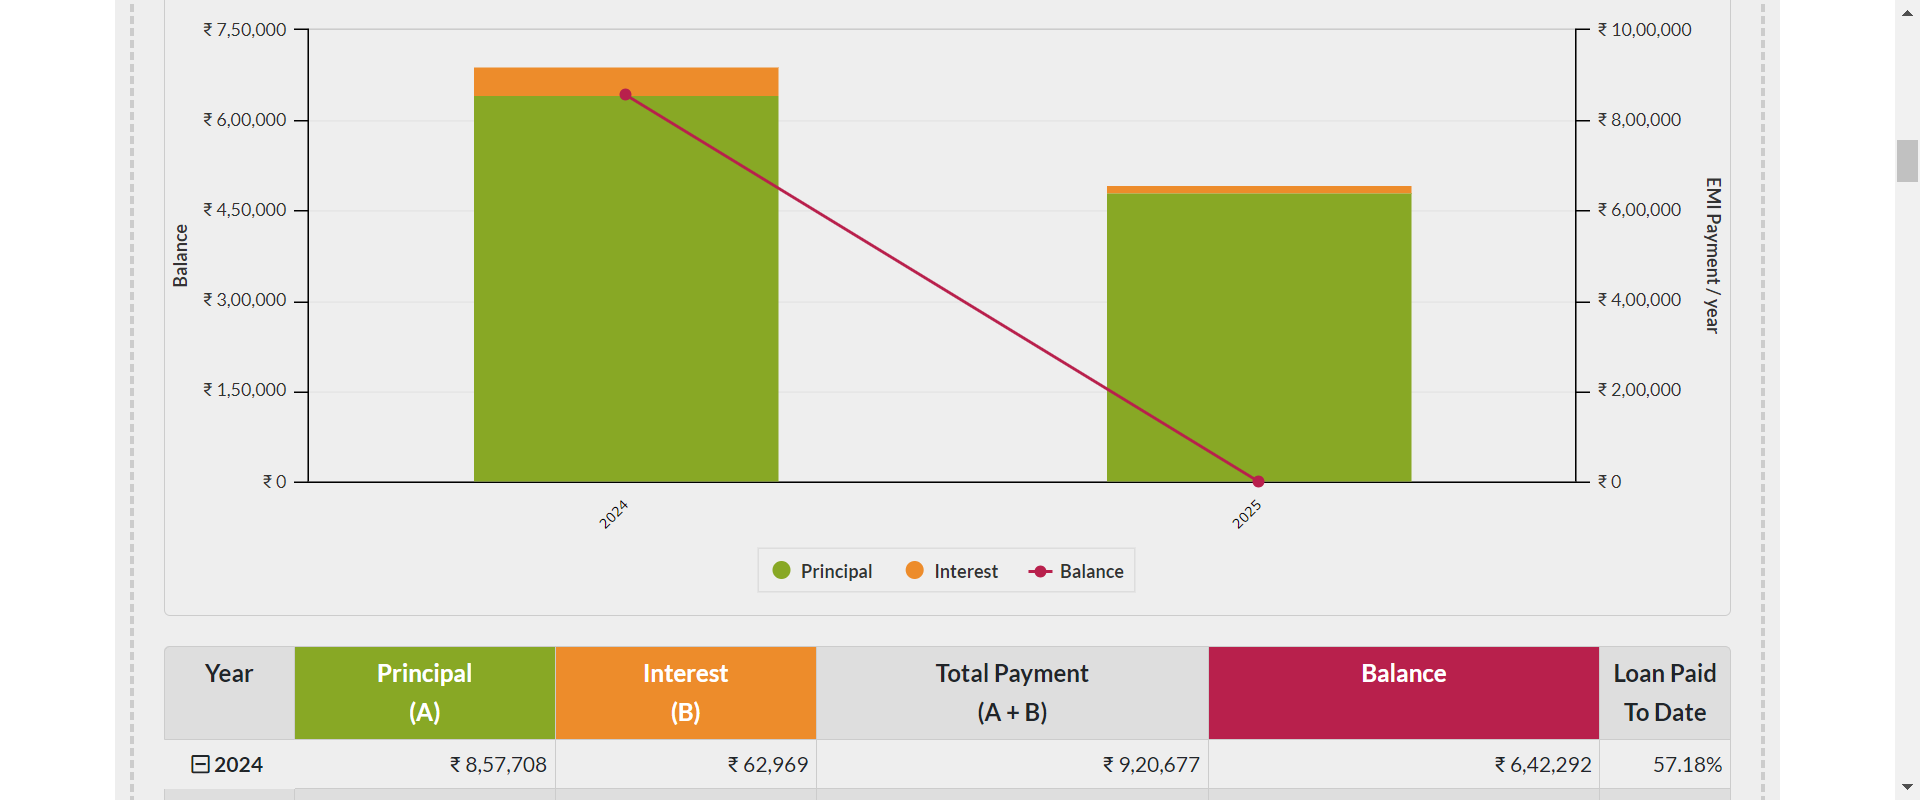 ₹ 7,50,000
₹ 6,00,000
₹ 4,50,000
₹ 3,00,000
₹ 1,50,000
₹ 0
Balance
₹ 10,00,000
₹ 8,00,000
₹ 6,00,000
₹ 4,00,000
₹ 2,00,000
₹ 0
EMI Payment / year
2024
2025
Principal
Interest
Balance
Year
Principal
(A)
Interest
(B)
Total Payment
(A + B)
Balance
Loan Paid
To Date
2024 ₹ 8,57,708 ₹ 62,969 ₹ 9,20,677 ₹ 6,42,292 57.18%